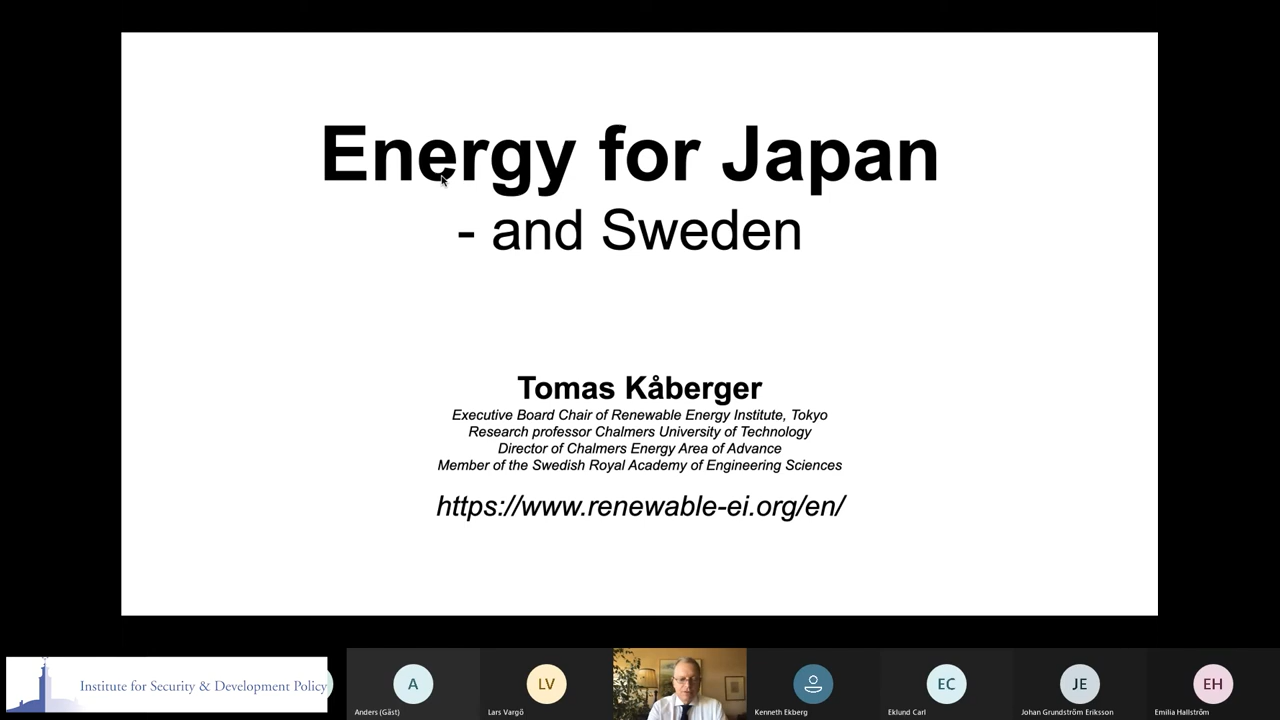 Energy for Japan
- and Sweden
Tomas Kåberger
Executive Board Chair of Renewable Energy Institute, Tokyo
Research professor Chalmers University of Technology
Director of Chalmers Energy Area of Advance
Member of the Swedish Royal Academy of Engineering Sciences
https://www.renewable-ei.org/en/
Institute for Security & Development Policy
A
LV
EC
JE
EH
Anders (Gäst)
Lars Vargö
Kenneth Ekberg
Eklund Carl
Johan Grundström Eriksson
Emilia Hallström